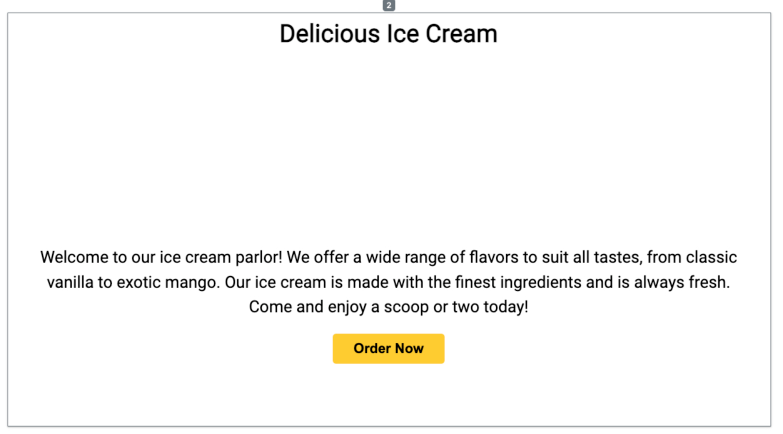 2
Delicious Ice Cream
Welcome to our ice cream parlor! We offer a wide range of flavors to suit all tastes, from classic
vanilla to exotic mango. Our ice cream is made with the finest ingredients and is always fresh.
Come and enjoy a scoop or two today!
Order Now